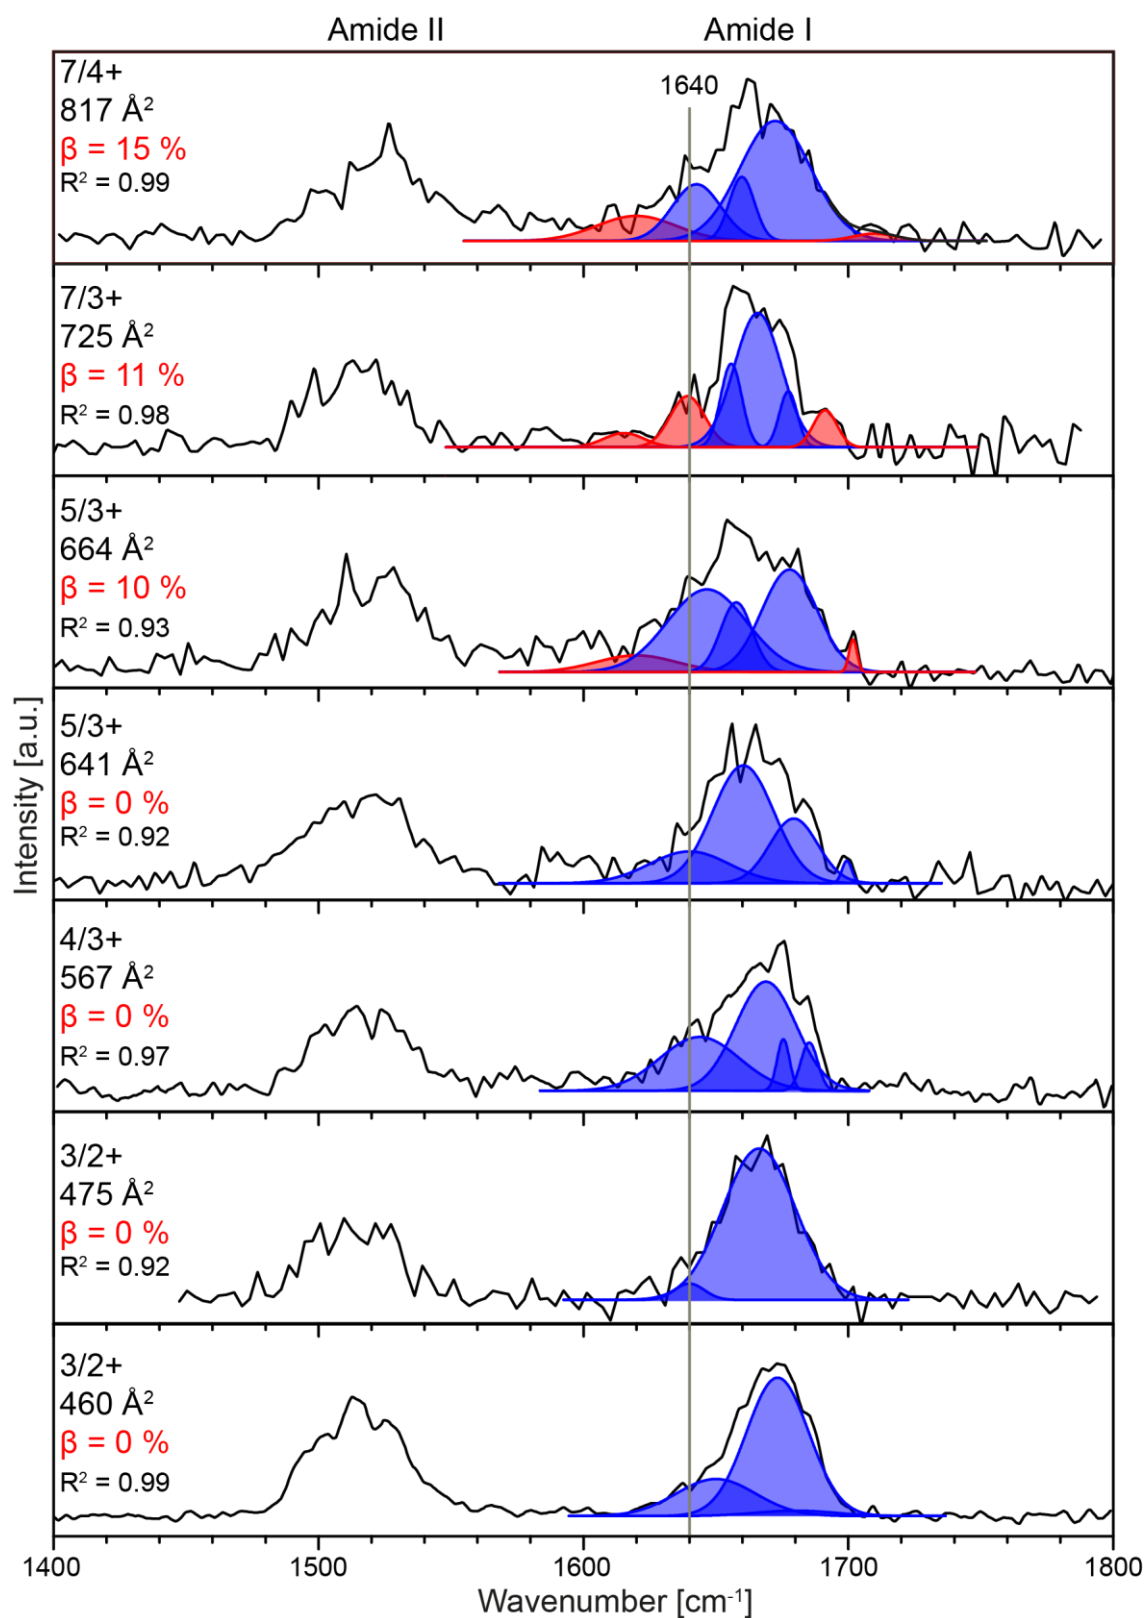 Amide II Amide I
1640
7/4+
817 Å²
β = 15 %
R² = 0.99
7/3+
725 Å²
β = 11 %
R² = 0.98
5/3+
664 Å²
β = 10 %
R² = 0.93
5/3+
641 Å²
β = 0 %
R² = 0.92
4/3+
567 Å²
β = 0 %
R² = 0.97
3/2+
475 Å²
β = 0 %
R² = 0.92
3/2+
460 Å²
β = 0 %
R² = 0.99
Intensity [a.u.]
1400 1500 1600 1700 1800
Wavenumber [cm⁻¹]